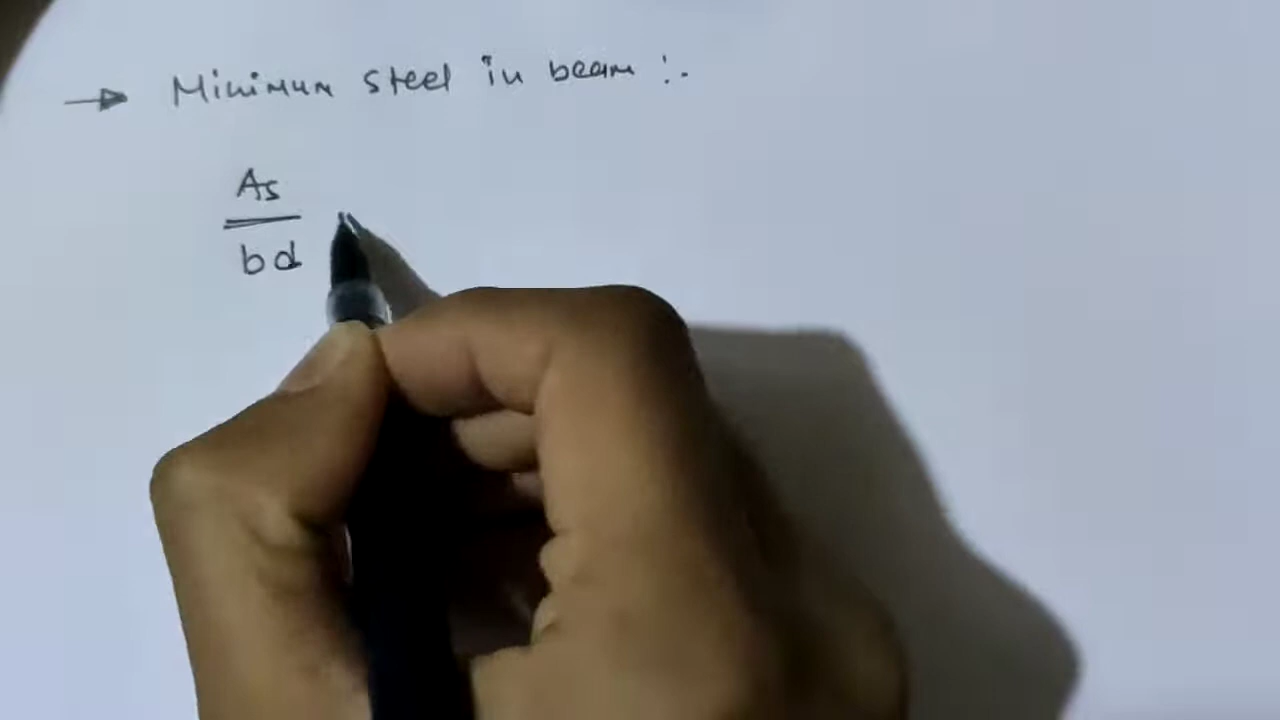 → Minimum steel in beam :.
As
bd